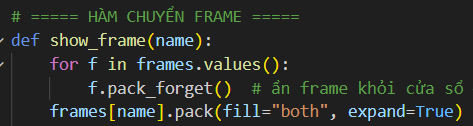 # ===== HÀM CHUYỂN FRAME =====
def show_frame(name):
    for f in frames.values():
        f.pack_forget()  # ẩn frame khỏi cửa sổ
    frames[name].pack(fill="both", expand=True)